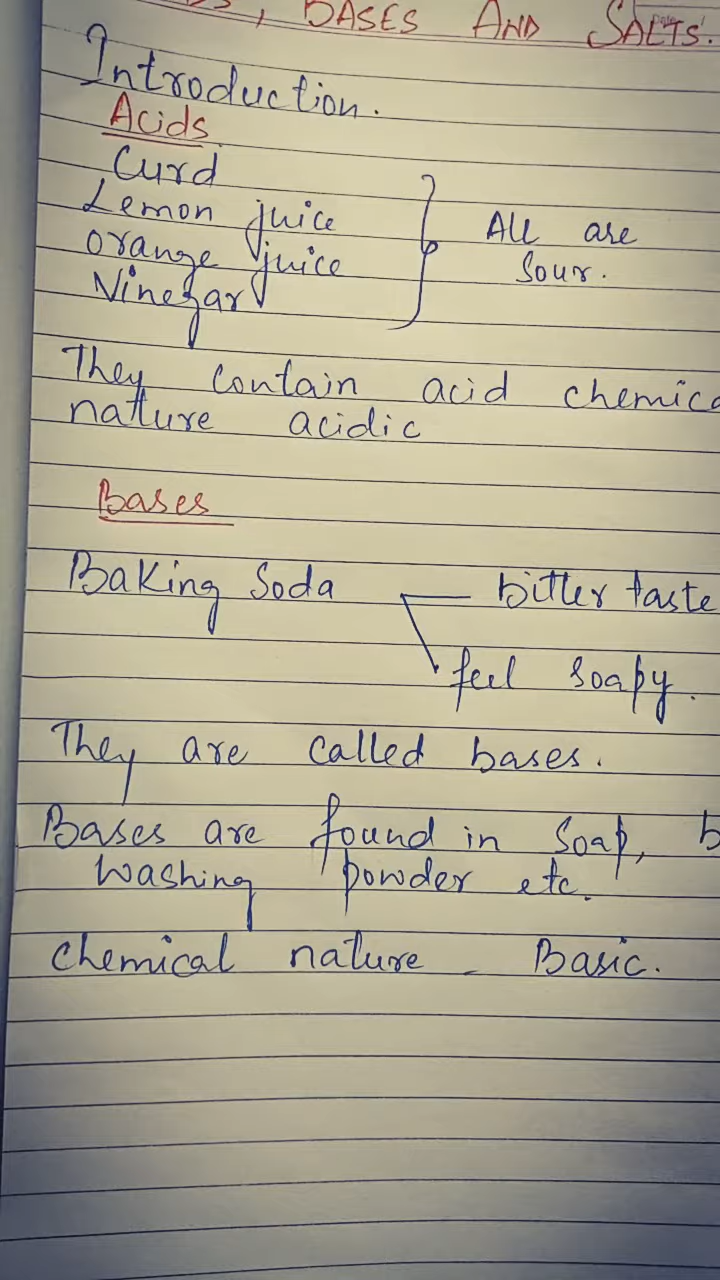 , BASES AND SALTS.
Introduction.
Acids
Curd
Lemon juice
Orange juice
Vinegar
All are
Sour.
They contain acid chemic
nature acidic
Bases
Baking Soda
bitter taste
feel soapy.
They are called bases.
Bases are found in Soap, b
washing powder etc.
Chemical nature - Basic.